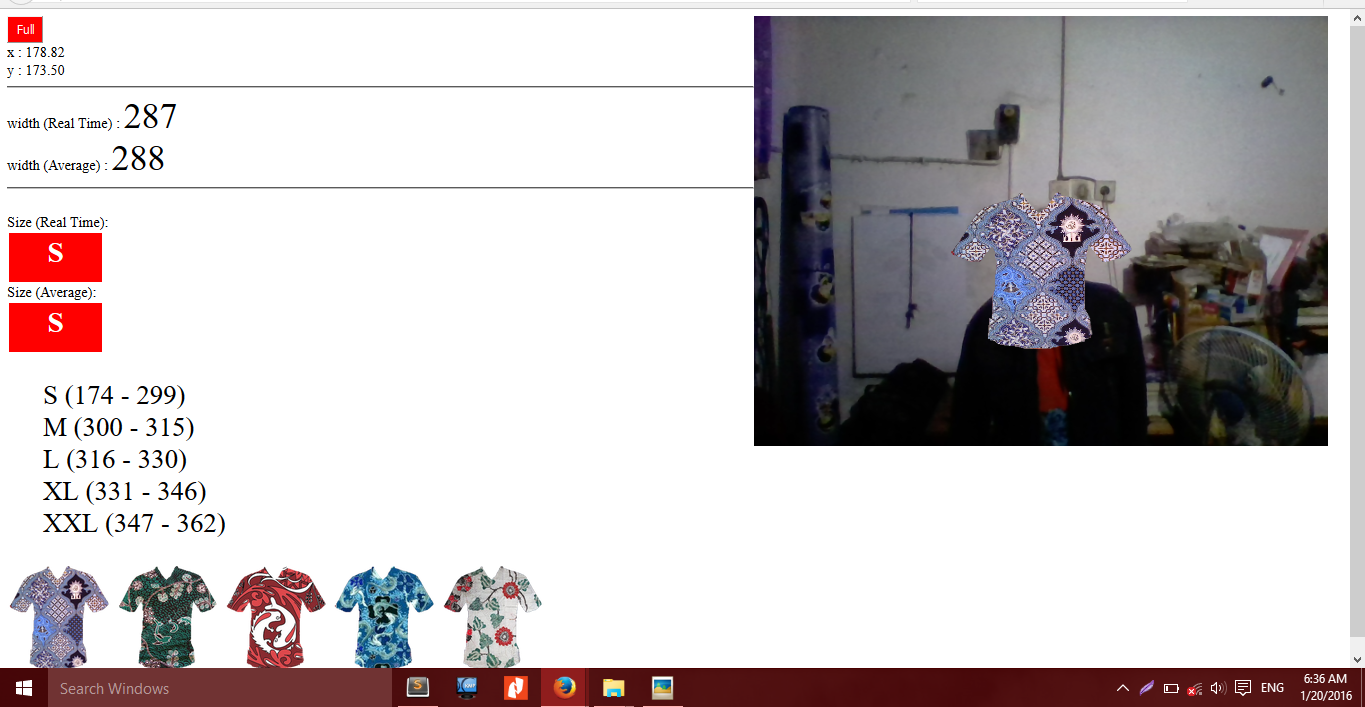 Full
x : 178.82
y : 173.50
width (Real Time) : 287
width (Average) : 288
Size (Real Time):
S
Size (Average):
S
S (174 - 299)
M (300 - 315)
L (316 - 330)
XL (331 - 346)
XXL (347 - 362)
Search Windows
S
ENG
6:36 AM
1/20/2016